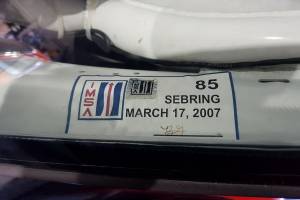 IMSA
85
SEBRING
MARCH 17, 2007